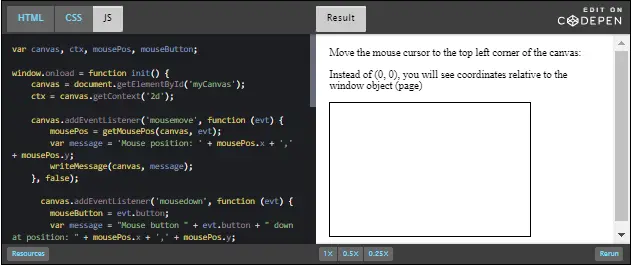 HTML CSS JS Result EDIT ON
CODEPEN
var canvas, ctx, mousePos, mouseButton;
window.onload = function init() {
canvas = document.getElementById('myCanvas');
ctx = canvas.getContext('2d');
canvas.addEventListener('mousemove', function (evt) {
mousePos = getMousePos(canvas, evt);
var message = 'Mouse position: ' + mousePos.x + ','
+ mousePos.y;
writeMessage(canvas, message);
}, false);
canvas.addEventListener('mousedown', function (evt) {
mouseButton = evt.button;
var message = "Mouse button " + evt.button + " down
at position: " + mousePos.x + ',' + mousePos.y;
Move the mouse cursor to the top left corner of the canvas:
Instead of (0, 0), you will see coordinates relative to the
window object (page)
Resources 1X 0.5X 0.25X Rerun